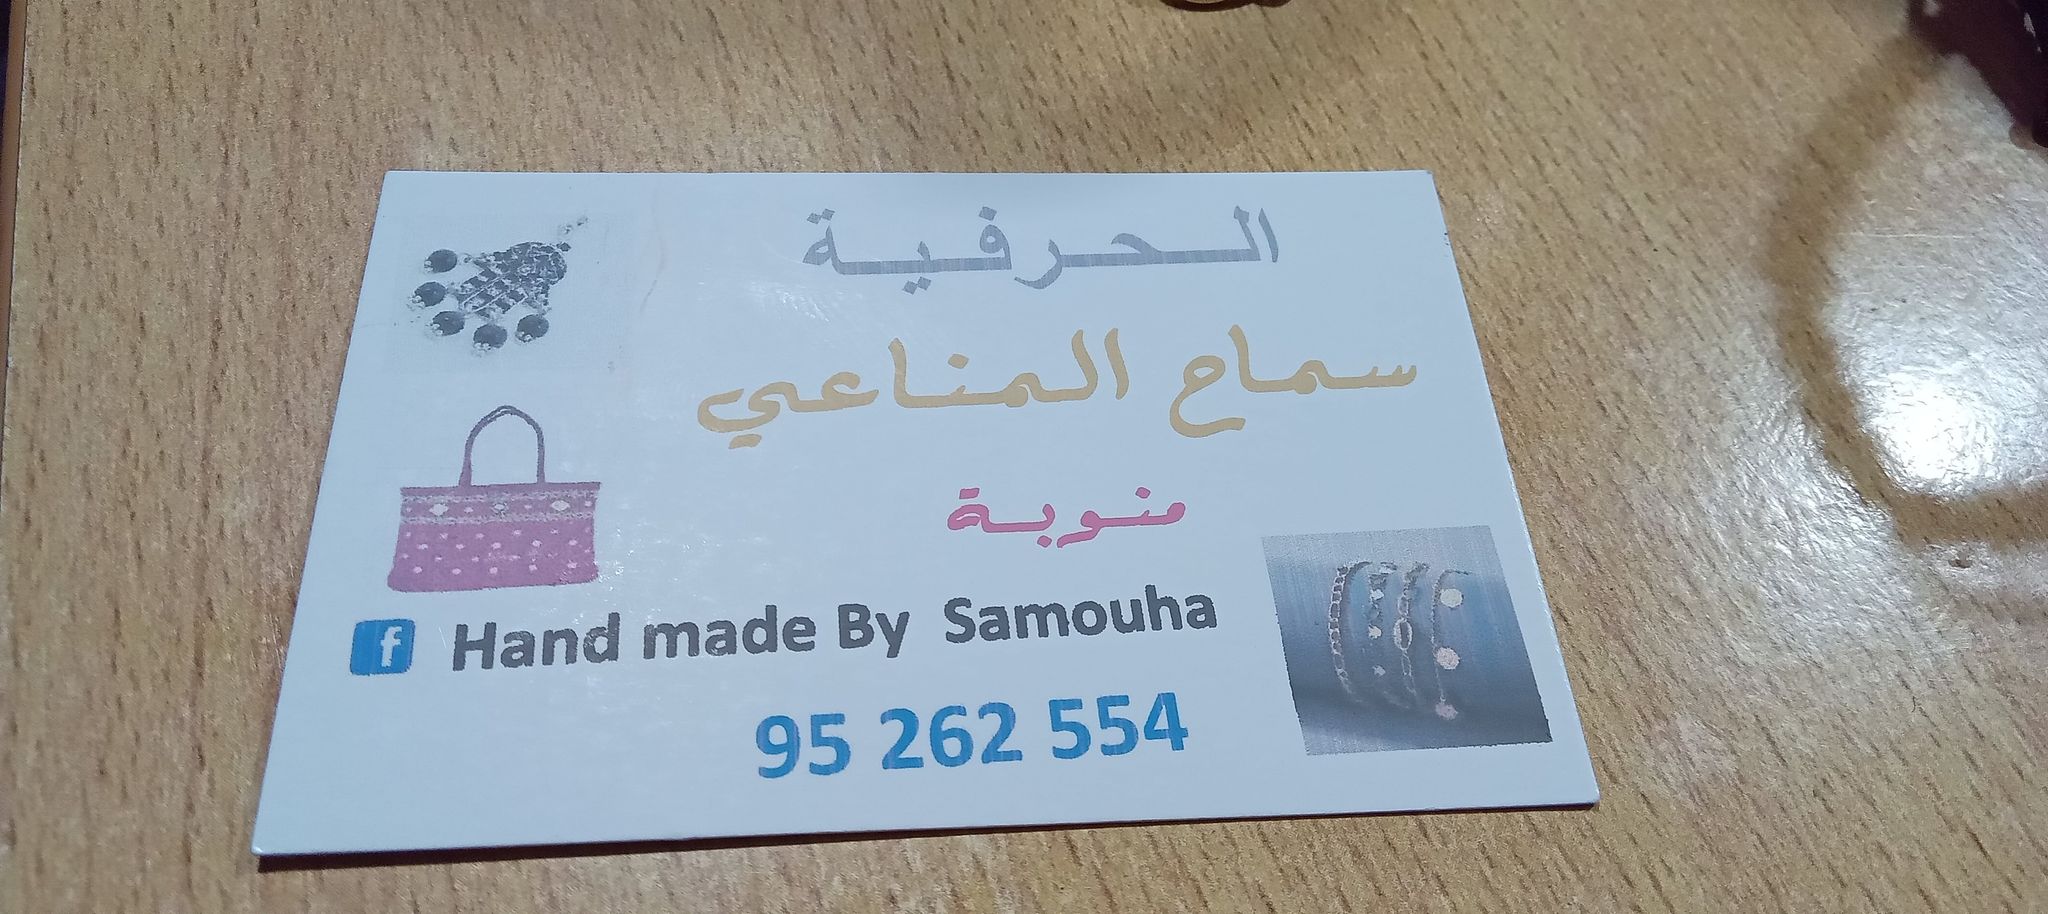 الحرفية
سماح المناعي
منوبة
f Hand made By Samouha
95 262 554